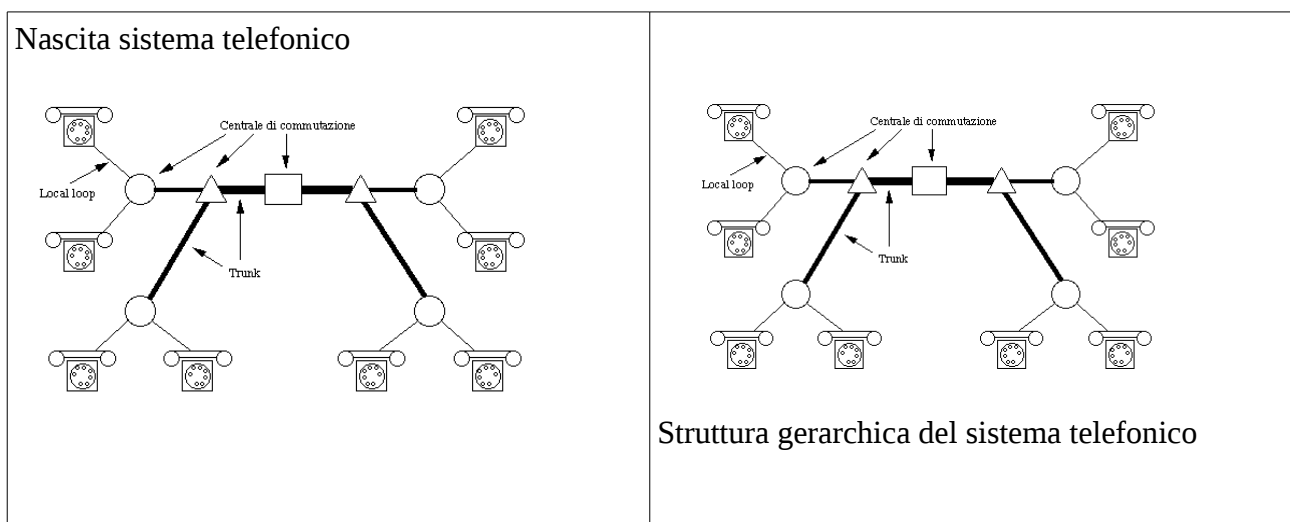 Nascita sistema telefonico
Centrale di commutazione
Local loop
Trunk
Centrale di commutazione
Local loop
Trunk
Struttura gerarchica del sistema telefonico